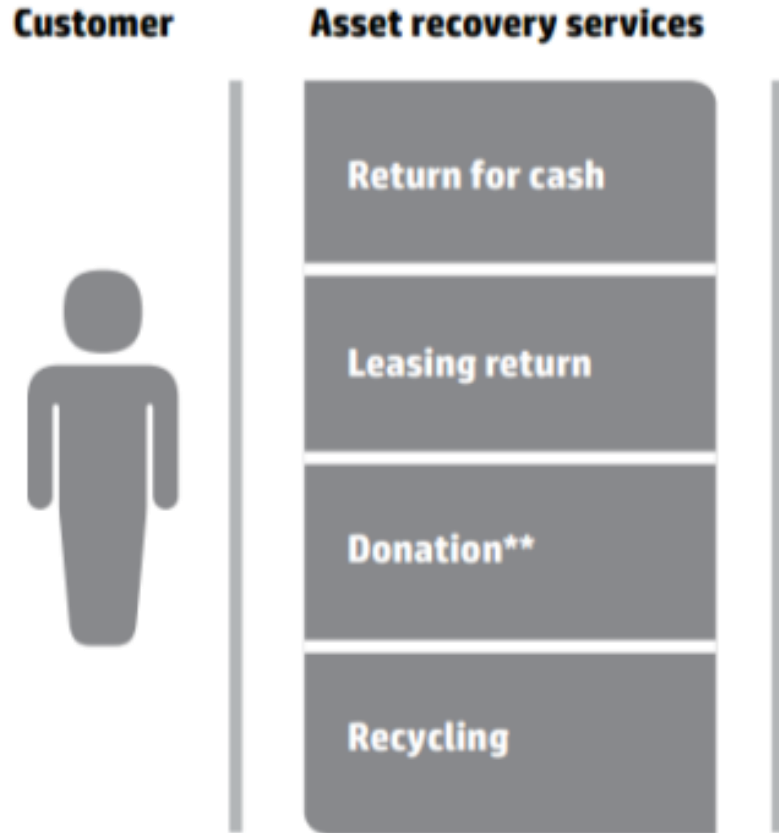 Customer
Asset recovery services
Return for cash
Leasing return
Donation**
Recycling